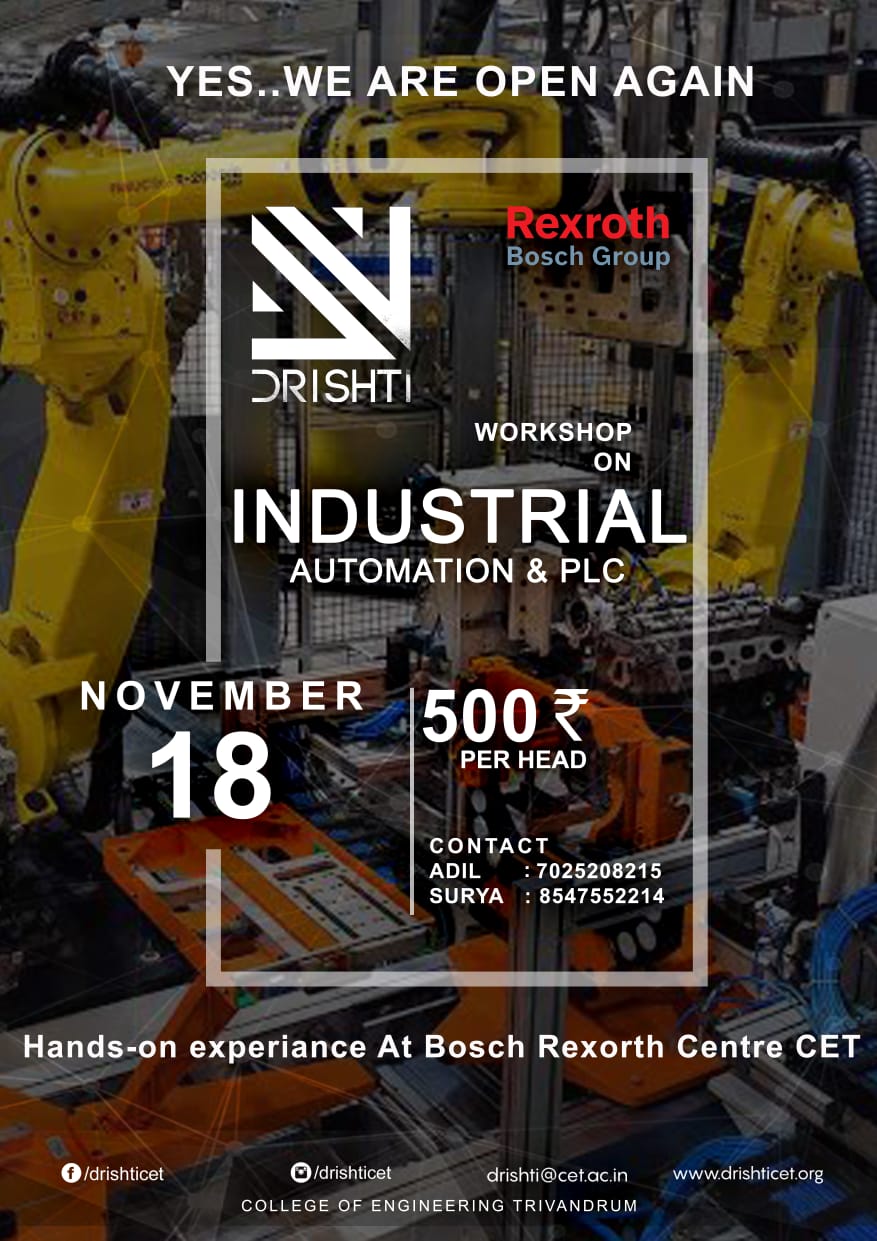 YES..WE ARE OPEN AGAIN
DRISHTI
Rexroth
Bosch Group
WORKSHOP
ON
INDUSTRIAL
AUTOMATION & PLC
NOVEMBER
18
500 ₹
PER HEAD
CONTACT
ADIL : 7025208215
SURYA : 8547552214
Hands-on experiance At Bosch Rexorth Centre CET
/drishticet
/drishticet
drishti@cet.ac.in
www.drishticet.org
COLLEGE OF ENGINEERING TRIVANDRUM